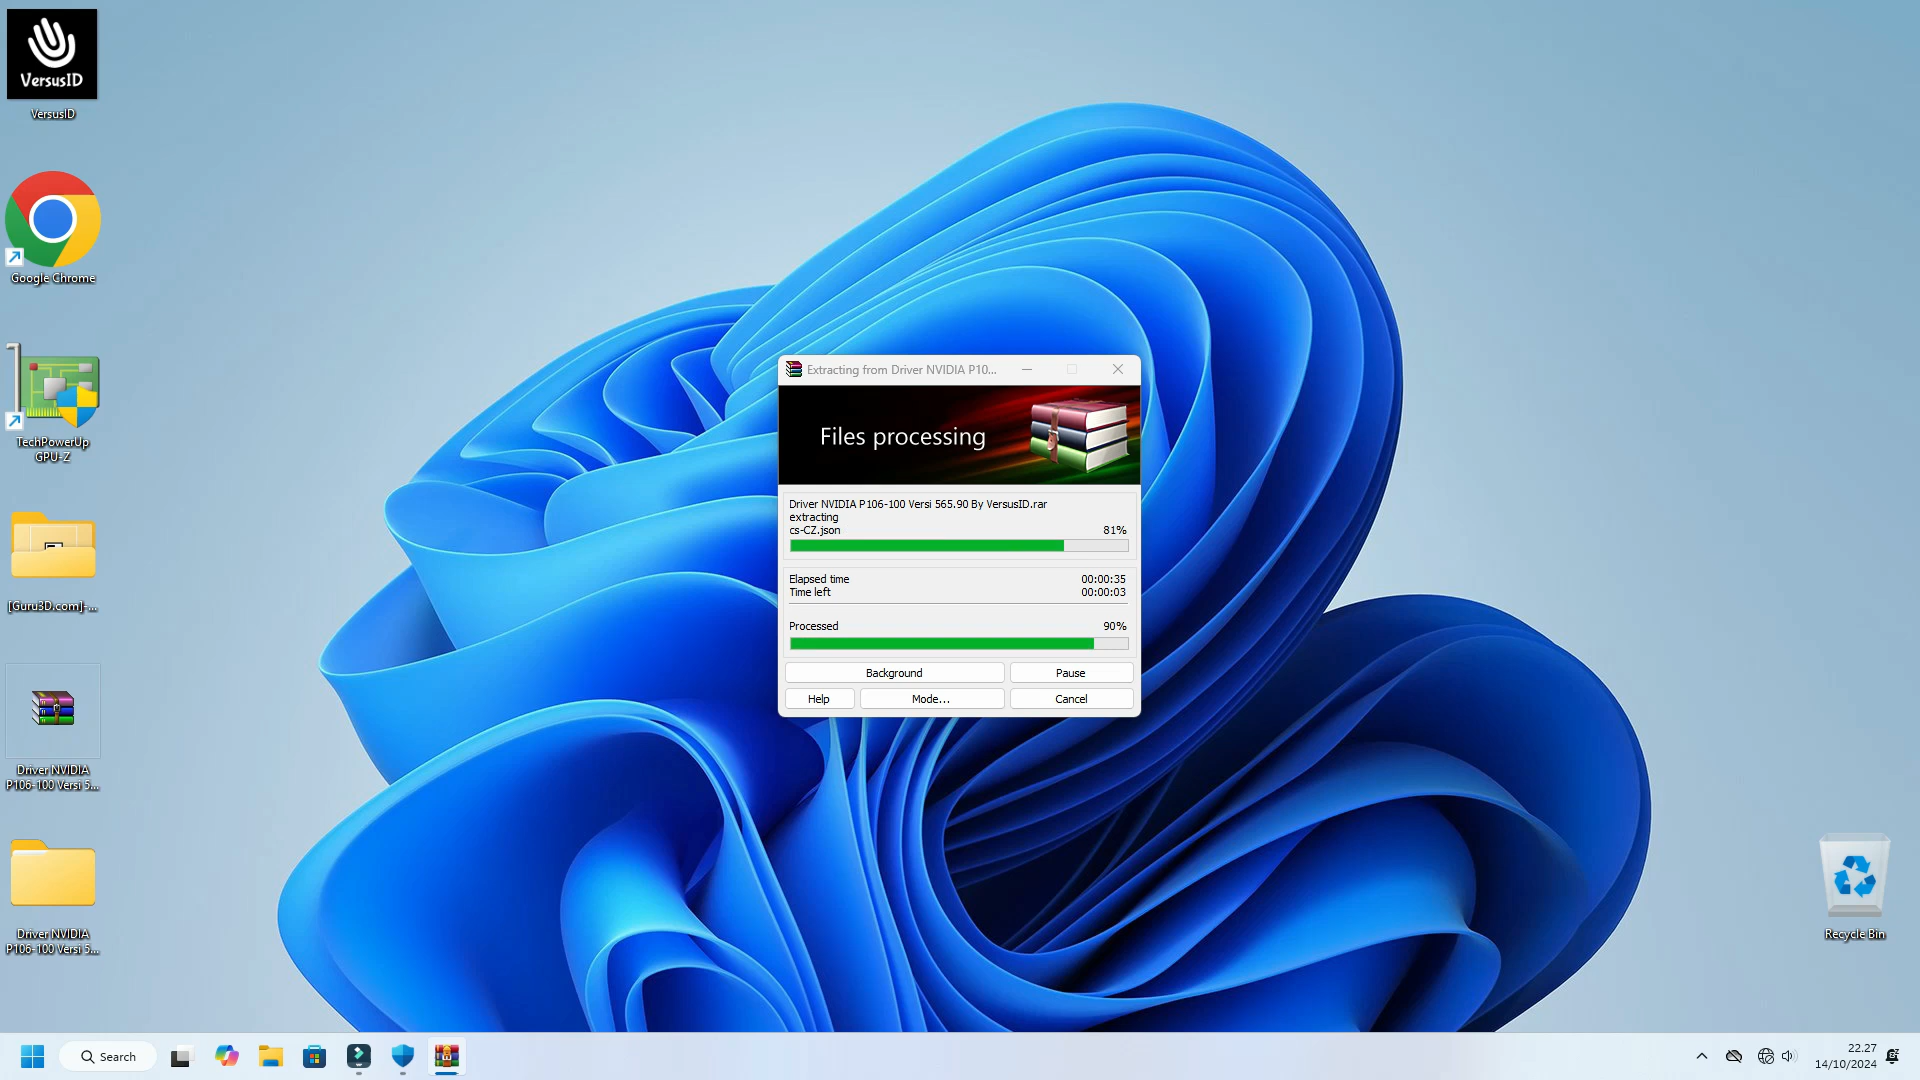 VersusID
VersusID
Google Chrome
TechPowerUp
GPU-Z
[Guru3D.com]-...
Driver NVIDIA
P106-100 Versi 5...
Driver NVIDIA
P106-100 Versi 5...
Extracting from Driver NVIDIA P10...
Files processing
Driver NVIDIA P106-100 Versi 565.90 By VersusID.rar
extracting
cs-CZ.json 81%
Elapsed time 00:00:35
Time left 00:00:03
Processed 90%
Background Pause
Help Mode... Cancel
Recycle Bin
Search
22.27
14/10/2024